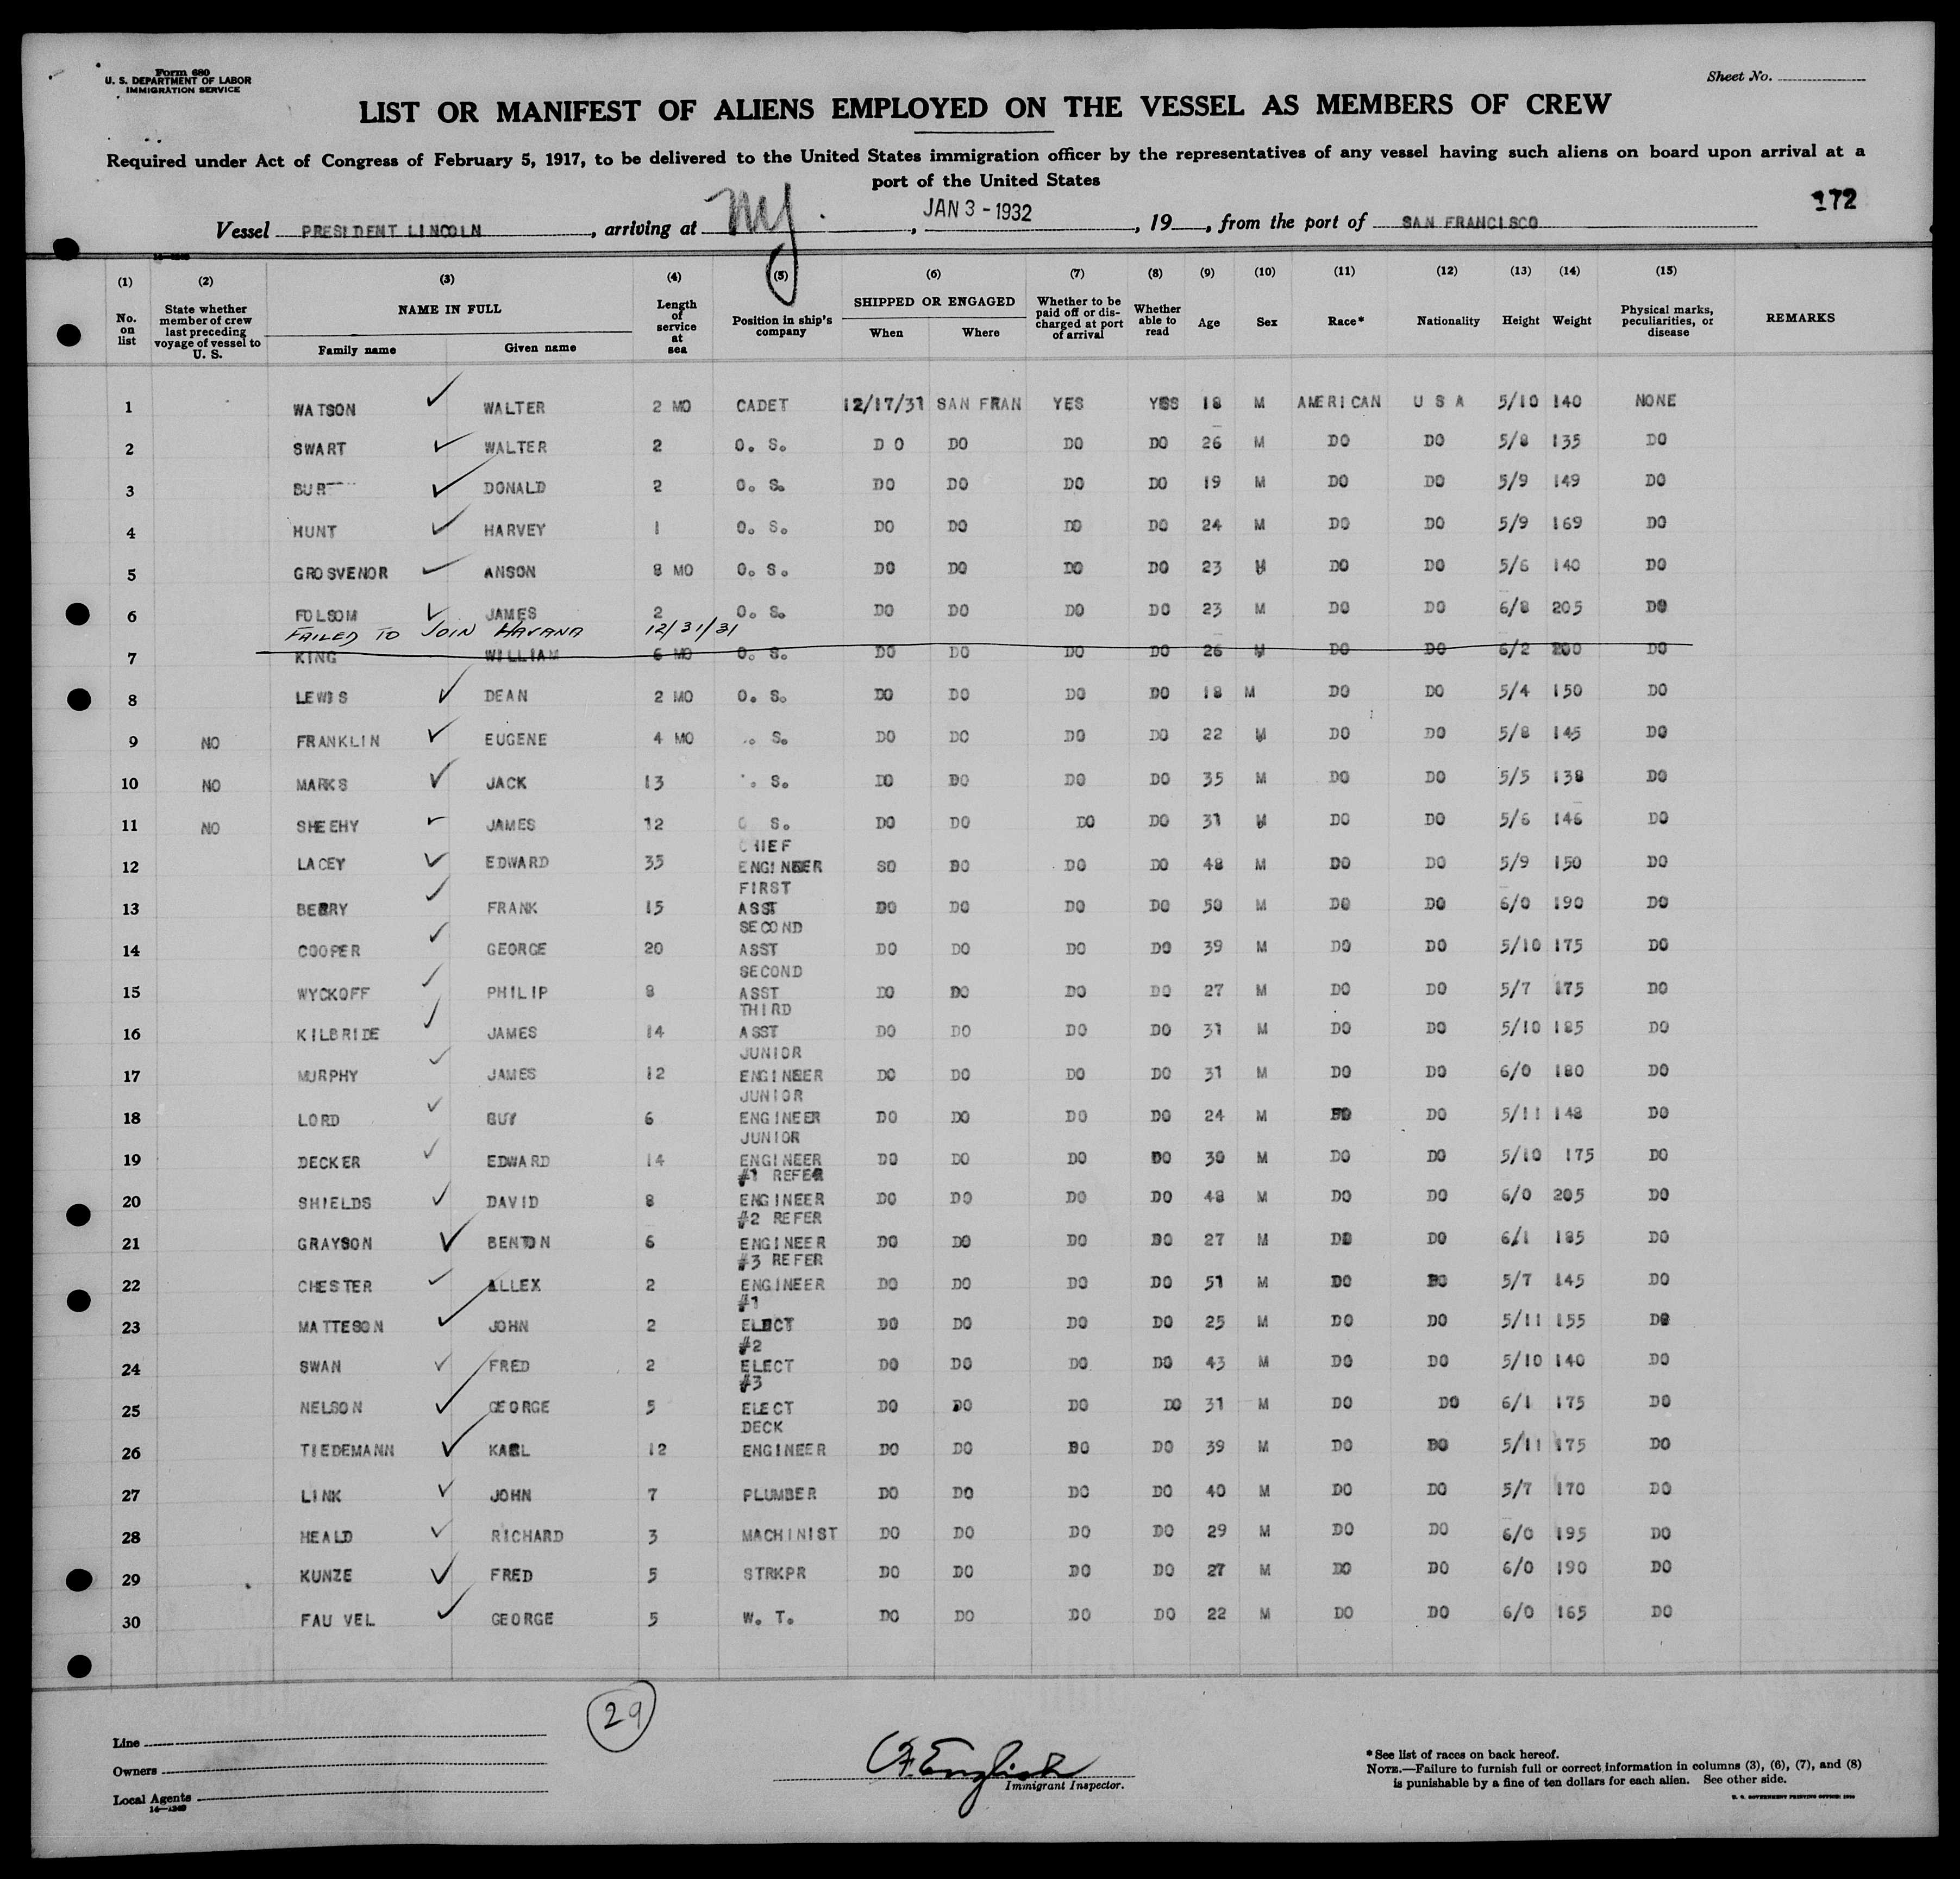 Form 680
U. S. DEPARTMENT OF LABOR
IMMIGRATION SERVICE
Sheet No.
LIST OR MANIFEST OF ALIENS EMPLOYED ON THE VESSEL AS MEMBERS OF CREW
Required under Act of Congress of February 5, 1917, to be delivered to the United States immigration officer by the representatives of any vessel having such aliens on board upon arrival at a
port of the United States
172
Vessel PRESIDENT LINCOLN, arriving at NY., JAN 3 - 1932, 19, from the port of SAN FRANCISCO
(1) (2) (3) (4) (5) (6) (7) (8) (9) (10) (11) (12) (13) (14) (15)
No. on list
State whether member of crew last preceding voyage of vessel to U. S.
NAME IN FULL
Family name
Given name
Length of service at sea
Position in ship's company
SHIPPED OR ENGAGED
When
Where
Whether to be paid off or discharged at port of arrival
Whether able to read
Age
Sex
Race*
Nationality
Height
Weight
Physical marks, peculiarities, or disease
REMARKS
1 WATSON WALTER 2 MO CADET 12/17/31 SAN FRAN YES YES 18 M AMERICAN U S A 5/10 140 NONE
2 SWART WALTER 2 O. S. D O DO DO DO 26 M DO DO 5/8 135 DO
3 DONALD 2 O. S. DO DO DO DO 19 M DO DO 5/9 149 DO
4 HUNT HARVEY 1 O. S. DO DO DO DO 24 M DO DO 5/9 169 DO
5 GROSVENOR ANSON 8 MO O. S. DO DO DO DO 23 M DO DO 5/6 140 DO
6 FOLSOM JAMES 2 O. S. DO DO DO DO 23 M DO DO 6/8 205 DO
FAILED TO JOIN HAVANA 12/31/31
7 KING WILLIAM 6 MO O. S. DO DO DO DO 26 M DO DO 6/2 200 DO
8 LEWIS DEAN 2 MO O. S. DO DO DO DO 18 M DO DO 5/4 150 DO
9 NO FRANKLIN EUGENE 4 MO . S. DO DO DO DO 22 M DO DO 5/8 145 DO
10 NO MARKS JACK 13 . S. DO DO DO DO 35 M DO DO 5/5 138 DO
11 NO SHEEHY JAMES 12 O S. DO DO DO DO 31 M DO DO 5/6 146 DO
CHIEF
12 LACEY EDWARD 35 ENGINEER SO DO DO DO 48 M DO DO 5/9 150 DO
FIRST
13 BERRY FRANK 15 ASST DO DO DO DO 50 M DO DO 6/0 190 DO
SECOND
14 COOPER GEORGE 20 ASST DO DO DO DO 39 M DO DO 5/10 175 DO
SECOND
15 WYCKOFF PHILIP 8 ASST DO DO DO DO 27 M DO DO 5/7 175 DO
THIRD
16 KILBRIDE JAMES 14 ASST DO DO DO DO 31 M DO DO 5/10 185 DO
JUNIOR
17 MURPHY JAMES 12 ENGINEER DO DO DO DO 31 M DO DO 6/0 180 DO
JUNIOR
18 LORD GUY 6 ENGINEER DO DO DO DO 24 M DO DO 5/11 148 DO
JUNIOR
19 DECKER EDWARD 14 ENGINEER DO DO DO DO 30 M DO DO 5/10 175 DO
#1 REFER
20 SHIELDS DAVID 8 ENGINEER DO DO DO DO 48 M DO DO 6/0 205 DO
#2 REFER
21 GRAYSON BENTON 6 ENGINEER DO DO DO DO 27 M DO DO 6/1 185 DO
#3 REFER
22 CHESTER ALLEX 2 ENGINEER DO DO DO DO 51 M DO DO 5/7 145 DO
#1
23 MATTESON JOHN 2 ELECT DO DO DO DO 25 M DO DO 5/11 155 DO
#2
24 SWAN FRED 2 ELECT DO DO DO DO 43 M DO DO 5/10 140 DO
#3
25 NELSON GEORGE 5 ELECT DO DO DO DO 31 M DO DO 6/1 175 DO
DECK
26 TIEDEMANN KARL 12 ENGINEER DO DO DO DO 39 M DO DO 5/11 175 DO
27 LINK JOHN 7 PLUMBER DO DO DO DO 40 M DO DO 5/7 170 DO
28 HEALD RICHARD 3 MACHINIST DO DO DO DO 29 M DO DO 6/0 195 DO
29 KUNZE FRED 5 STRKPR DO DO DO DO 27 M DO DO 6/0 190 DO
30 FAU VEL GEORGE 5 W. T. DO DO DO DO 22 M DO DO 6/0 165 DO
29
Line
Owners
Local Agents
14—1240
English
Immigrant Inspector.
*See list of races on back hereof.
NOTE.—Failure to furnish full or correct information in columns (3), (6), (7), and (8)
is punishable by a fine of ten dollars for each alien. See other side.
U. S. GOVERNMENT PRINTING OFFICE: 1930